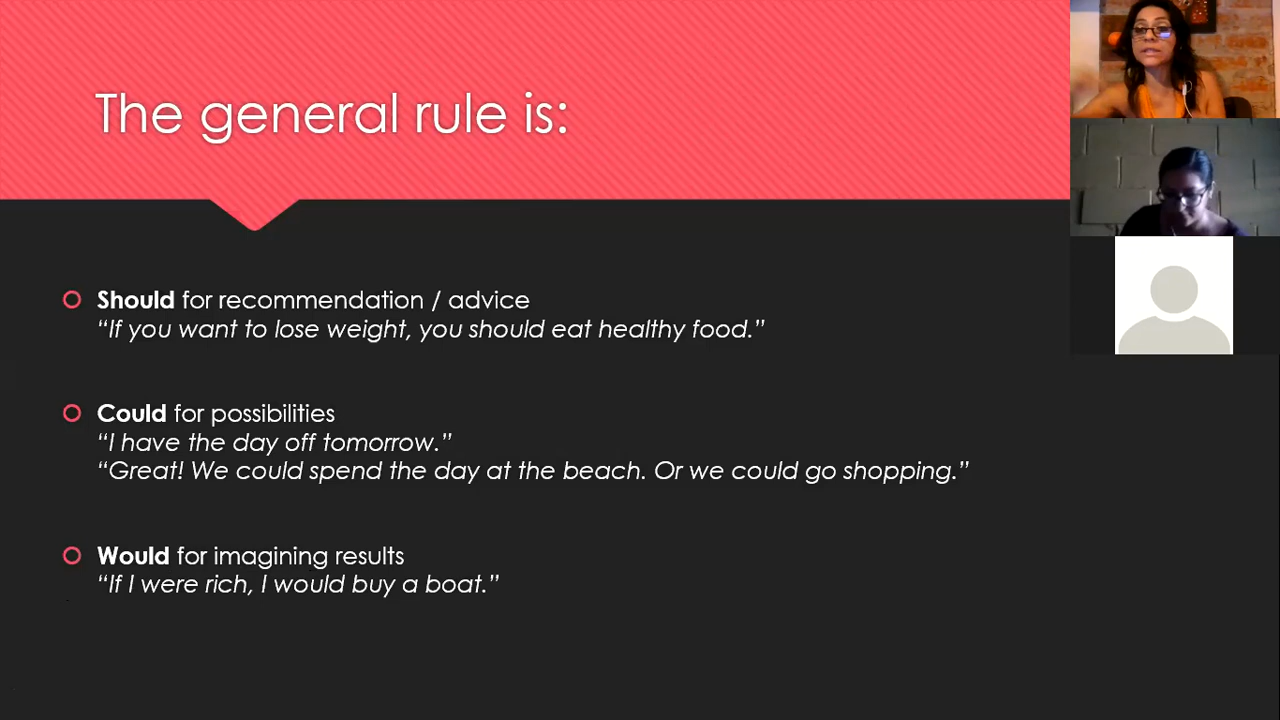 The general rule is:
Should for recommendation / advice
“If you want to lose weight, you should eat healthy food.”
Could for possibilities
“I have the day off tomorrow.”
“Great! We could spend the day at the beach. Or we could go shopping.”
Would for imagining results
“If I were rich, I would buy a boat.”